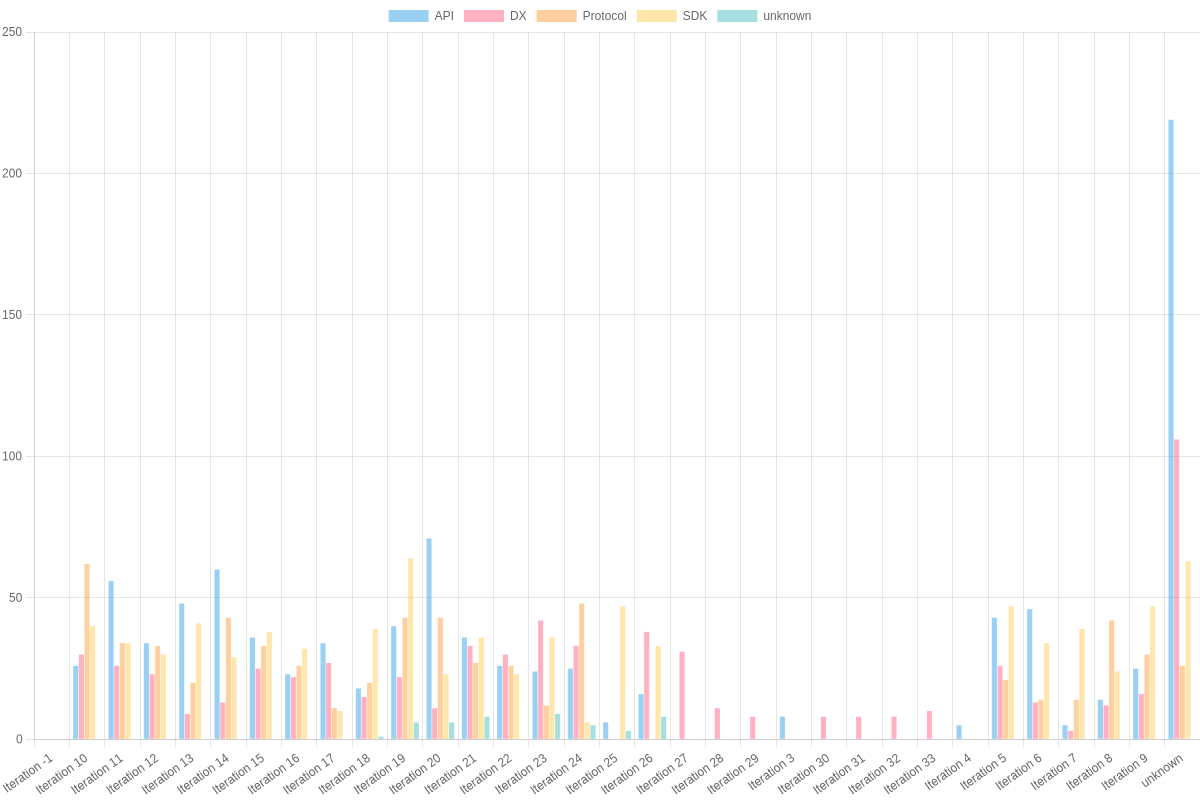 API DX Protocol SDK unknown
250
200
150
100
50
0
Iteration -1
Iteration 10
Iteration 11
Iteration 12
Iteration 13
Iteration 14
Iteration 15
Iteration 16
Iteration 17
Iteration 18
Iteration 19
Iteration 20
Iteration 21
Iteration 22
Iteration 23
Iteration 24
Iteration 25
Iteration 26
Iteration 27
Iteration 28
Iteration 29
Iteration 3
Iteration 30
Iteration 31
Iteration 32
Iteration 33
Iteration 4
Iteration 5
Iteration 6
Iteration 7
Iteration 8
Iteration 9
unknown